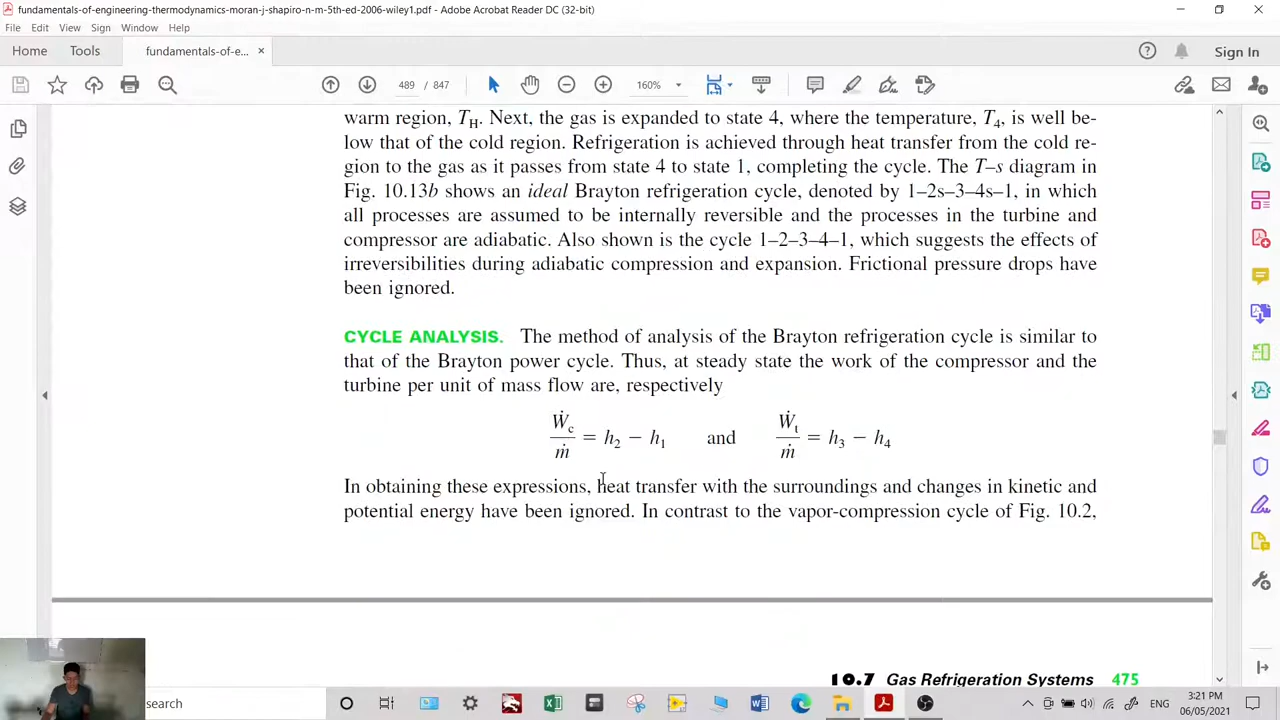 fundamentals-of-engineering-thermodynamics-moran-j-shapiro-n-m-5th-ed-2006-wiley1.pdf - Adobe Acrobat Reader DC (32-bit)
File Edit View Sign Window Help
Home Tools fundamentals-of-e... × Sign In
489 / 847 160%
warm region, T_H. Next, the gas is expanded to state 4, where the temperature, T_4, is well be-
low that of the cold region. Refrigeration is achieved through heat transfer from the cold re-
gion to the gas as it passes from state 4 to state 1, completing the cycle. The T–s diagram in
Fig. 10.13b shows an ideal Brayton refrigeration cycle, denoted by 1–2s–3–4s–1, in which
all processes are assumed to be internally reversible and the processes in the turbine and
compressor are adiabatic. Also shown is the cycle 1–2–3–4–1, which suggests the effects of
irreversibilities during adiabatic compression and expansion. Frictional pressure drops have
been ignored.
CYCLE ANALYSIS. The method of analysis of the Brayton refrigeration cycle is similar to
that of the Brayton power cycle. Thus, at steady state the work of the compressor and the
turbine per unit of mass flow are, respectively
Ẇ_c/ṁ = h_2 − h_1 and Ẇ_t/ṁ = h_3 − h_4
In obtaining these expressions, heat transfer with the surroundings and changes in kinetic and
potential energy have been ignored. In contrast to the vapor-compression cycle of Fig. 10.2,
10.7 Gas Refrigeration Systems 475
search
ENG
3:21 PM
06/05/2021